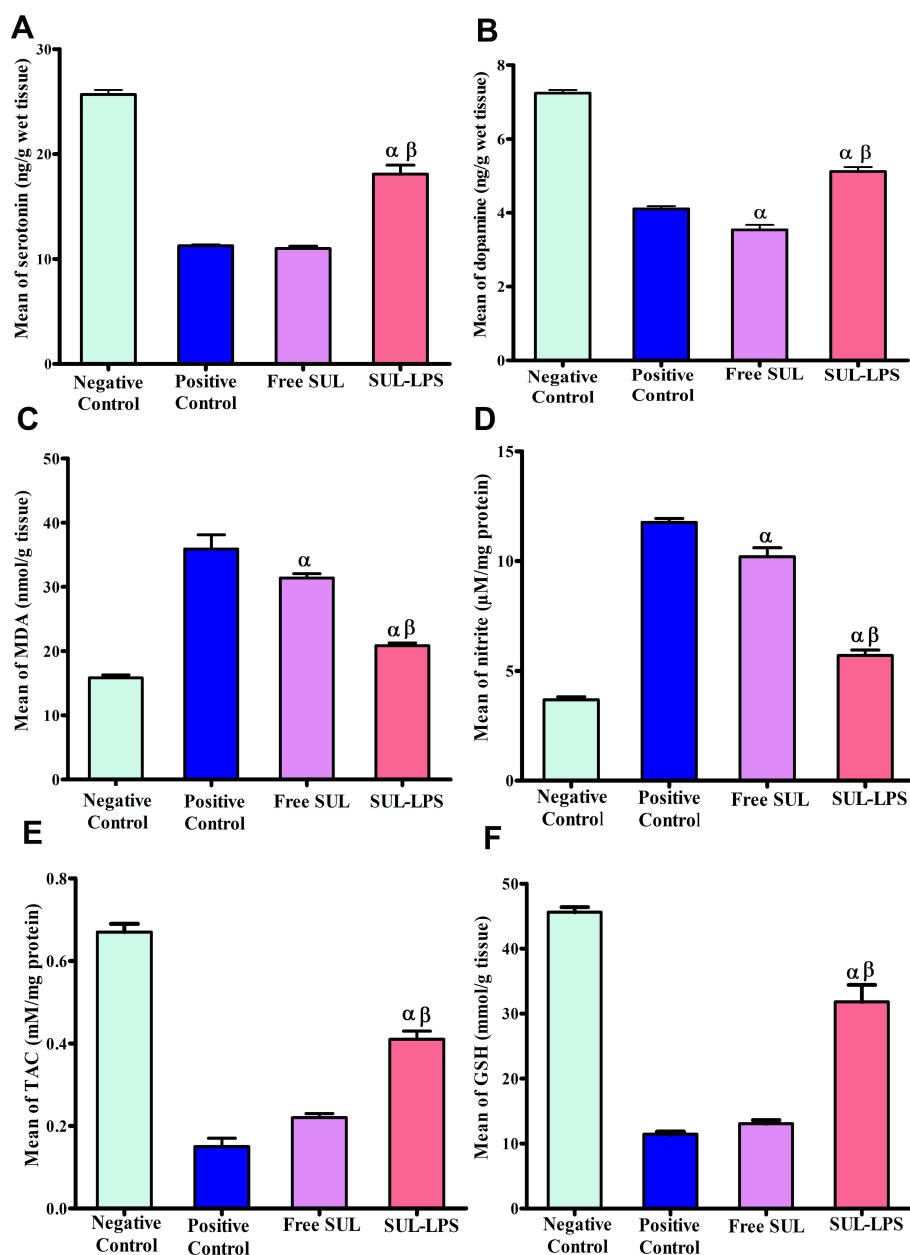 A
Mean of serotonin (ng/g wet tissue)
30
20
10
0
α β
Negative
Control
Positive
Control
Free SUL
SUL-LPS
B
Mean of dopamine (ng/g wet tissue)
8
6
4
2
0
α
α β
Negative
Control
Positive
Control
Free SUL
SUL-LPS
C
Mean of MDA (nmol/g tissue)
50
40
30
20
10
0
α
α β
Negative
Control
Positive
Control
Free SUL
SUL-LPS
D
Mean of nitrite (µM/mg protein)
15
10
5
0
α
α β
Negative
Control
Positive
Control
Free SUL
SUL-LPS
E
Mean of TAC (mM/mg protein)
0.8
0.6
0.4
0.2
0.0
α β
Negative
Control
Positive
Control
Free SUL
SUL-LPS
F
Mean of GSH (mmol/g tissue)
50
40
30
20
10
0
α β
Negative
Control
Positive
Control
Free SUL
SUL-LPS